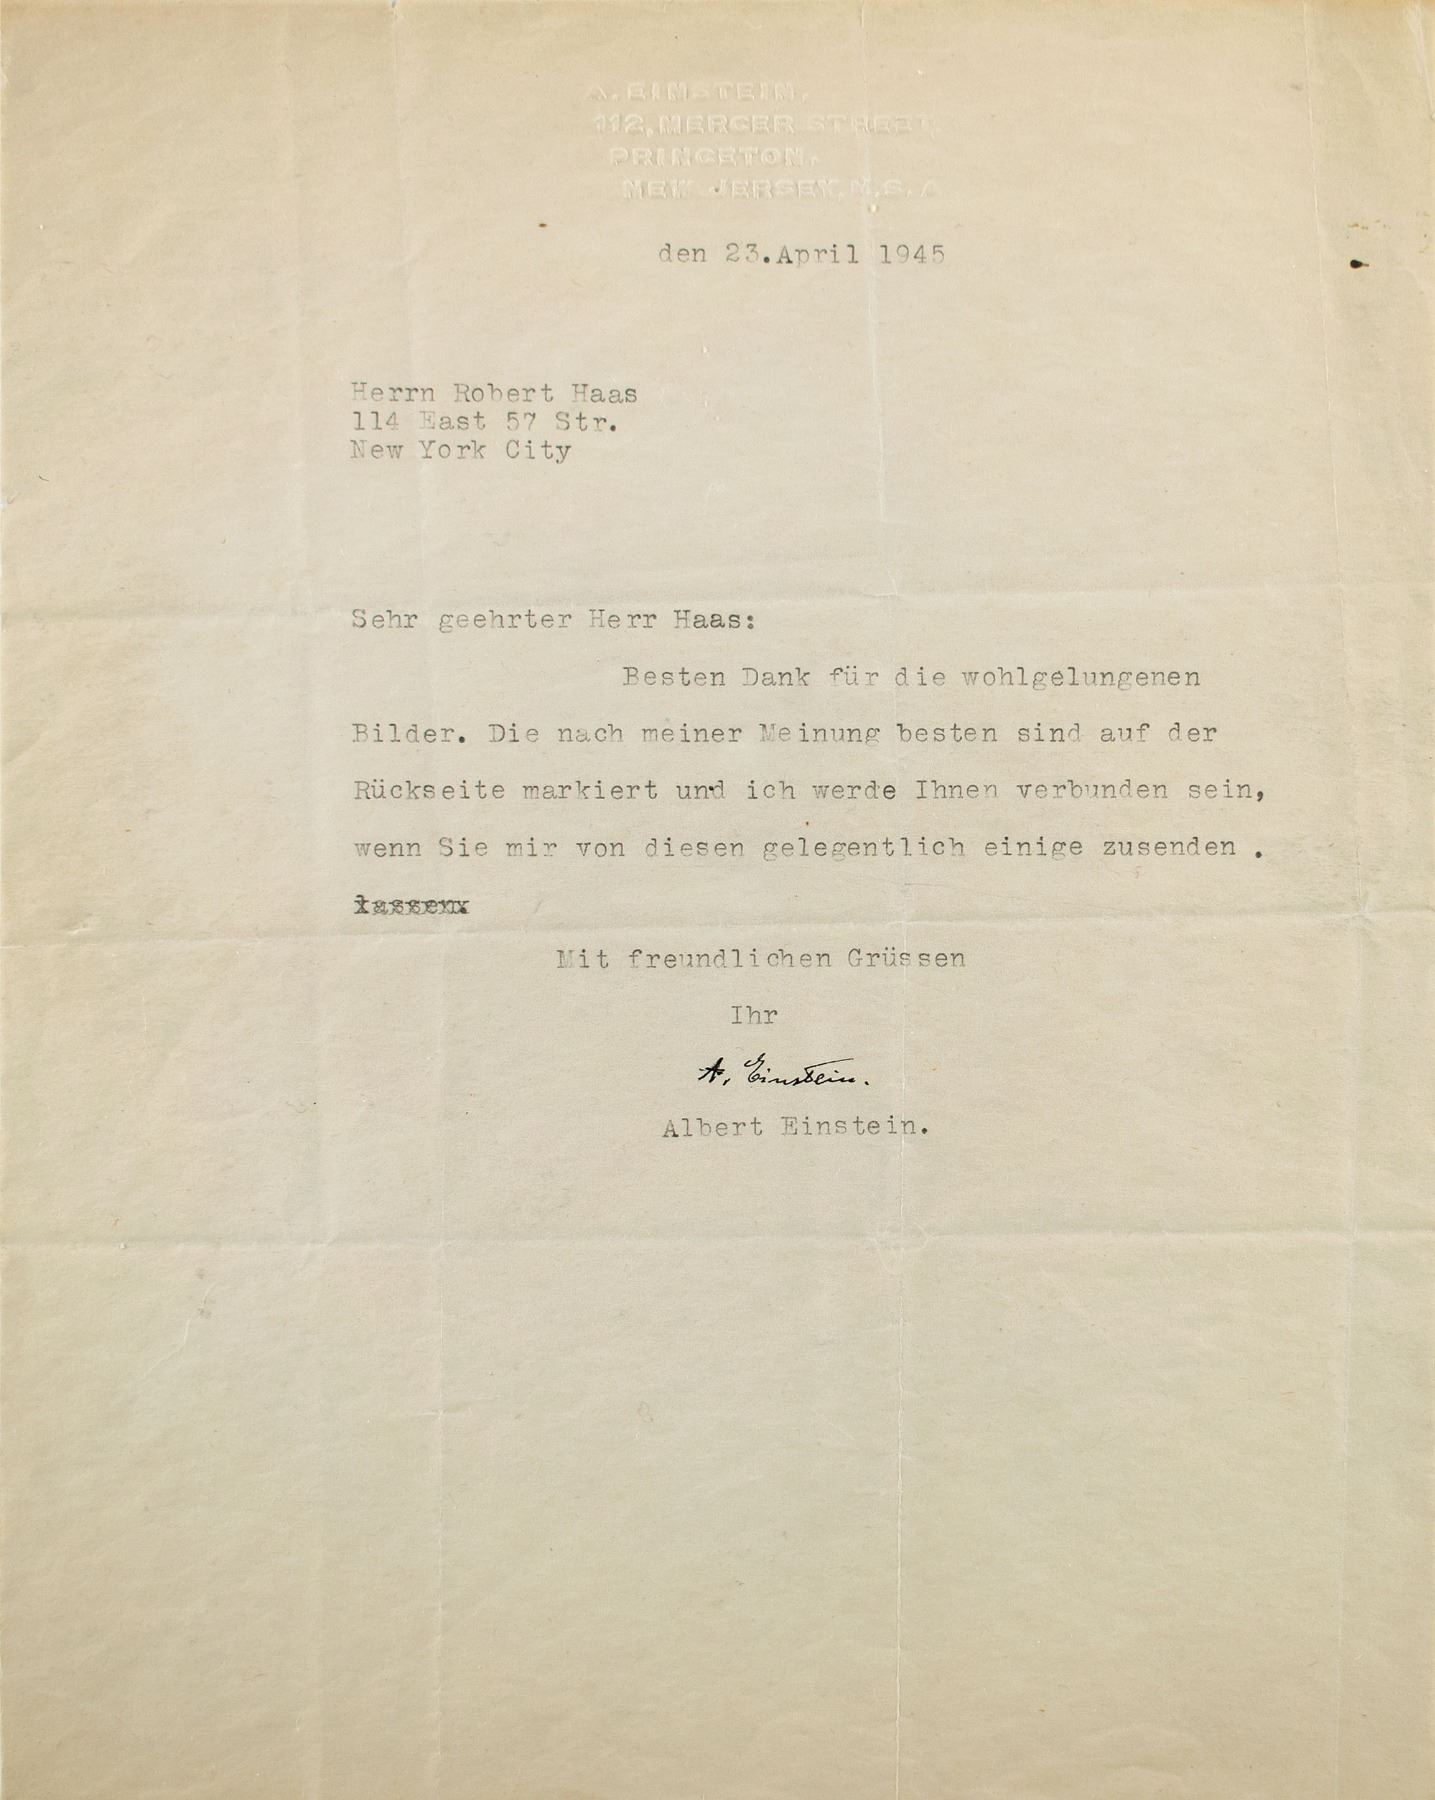 A. EINSTEIN,
112, MERCER STREET,
PRINCETON,
NEW JERSEY, U.S.A
den 23.April 1945
Herrn Robert Haas
114 East 57 Str.
New York City
Sehr geehrter Herr Haas:
Besten Dank für die wohlgelungenen
Bilder. Die nach meiner Meinung besten sind auf der
Rückseite markiert und ich werde Ihnen verbunden sein,
wenn Sie mir von diesen gelegentlich einige zusenden .
lassen.
Mit freundlichen Grüssen
Ihr
A. Einstein.
Albert Einstein.